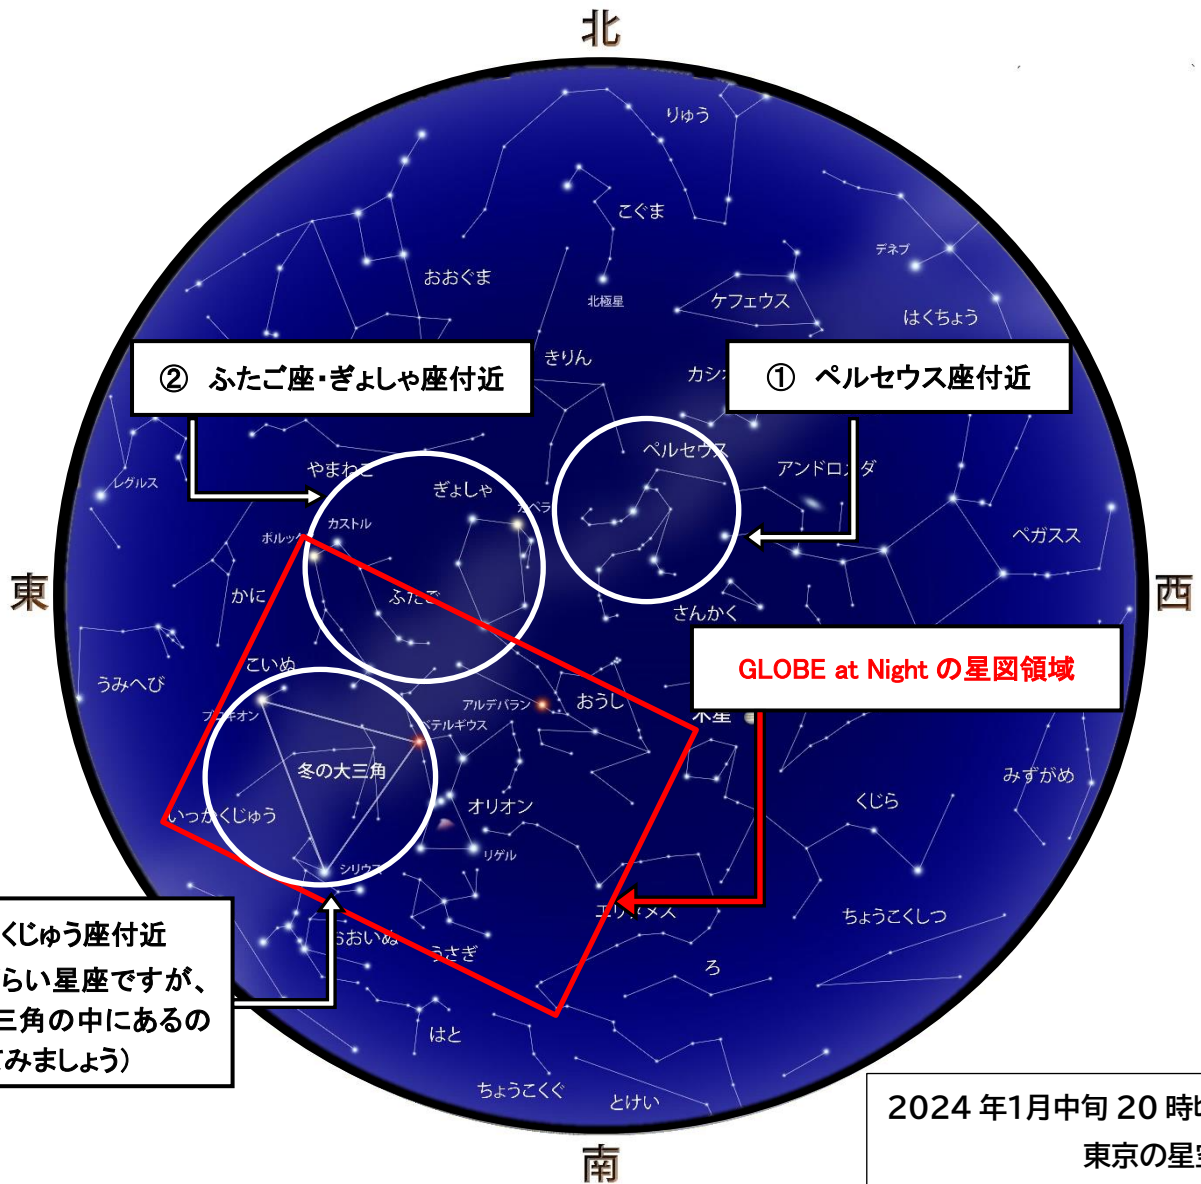 北
りゅう
こぐま
デネブ
おおぐま
北極星
ケフェウス
はくちょう
きりん
カシオ
② ふたご座・ぎょしゃ座付近
① ペルセウス座付近
ペルセウス
やまねこ
アンドロメダ
レグルス
ぎょしゃ
カペラ
カストル
ポルックス
ペガスス
東
西
かに
ふたご
さんかく
うみへび
こいぬ
GLOBE at Night の星図領域
アルデバラン
おうし
プロキオン
ベテルギウス
木星
冬の大三角
みずがめ
いっかくじゅう
オリオン
くじら
リゲル
シリウス
エリダヌス
ちょうこくしつ
くじゅう座付近
らい星座ですが、
三角の中にあるの
てみましょう）
おおいぬ
うさぎ
ろ
はと
ちょうこくぐ
とけい
2024 年1月中旬 20 時
東京の星空
南